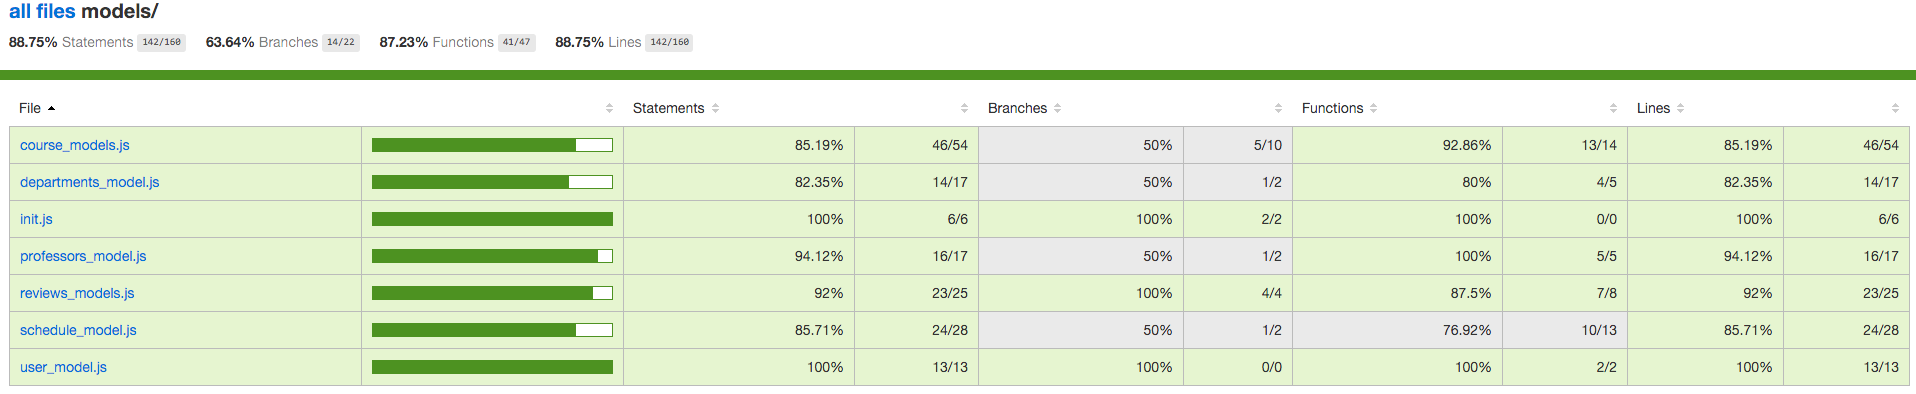 all files models/
88.75% Statements 142/160 63.64% Branches 14/22 87.23% Functions 41/47 88.75% Lines 142/160
File Statements Branches Functions Lines
course_models.js 85.19% 46/54 50% 5/10 92.86% 13/14 85.19% 46/54
departments_model.js 82.35% 14/17 50% 1/2 80% 4/5 82.35% 14/17
init.js 100% 6/6 100% 2/2 100% 0/0 100% 6/6
professors_model.js 94.12% 16/17 50% 1/2 100% 5/5 94.12% 16/17
reviews_models.js 92% 23/25 100% 4/4 87.5% 7/8 92% 23/25
schedule_model.js 85.71% 24/28 50% 1/2 76.92% 10/13 85.71% 24/28
user_model.js 100% 13/13 100% 0/0 100% 2/2 100% 13/13